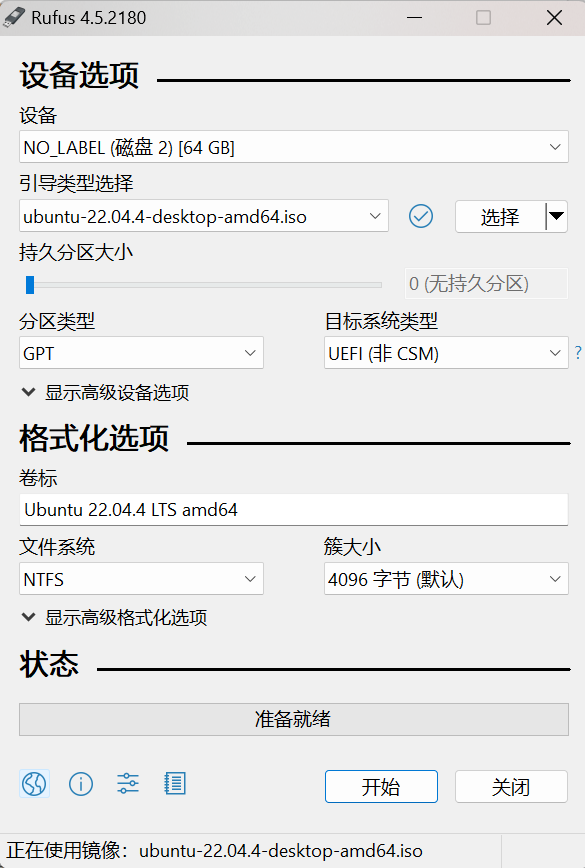 Rufus 4.5.2180
设备选项
设备
NO_LABEL (磁盘 2) [64 GB]
引导类型选择
ubuntu-22.04.4-desktop-amd64.iso
选择
持久分区大小
0 (无持久分区)
分区类型
目标系统类型
GPT
UEFI (非 CSM)
?
显示高级设备选项
格式化选项
卷标
Ubuntu 22.04.4 LTS amd64
文件系统
簇大小
NTFS
4096 字节 (默认)
显示高级格式化选项
状态
准备就绪
开始
关闭
正在使用镜像：ubuntu-22.04.4-desktop-amd64.iso